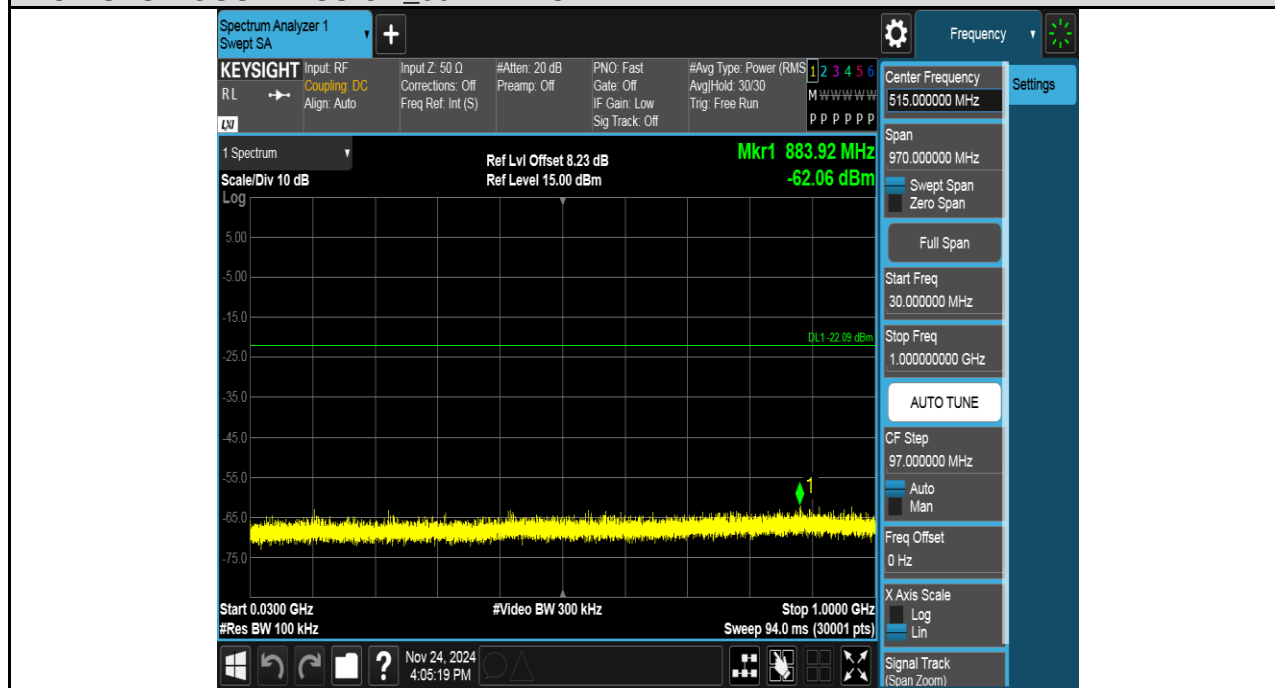 Spectrum Analyzer 1
Swept SA
+
Frequency
KEYSIGHT
RL
LXI
Input: RF
Coupling: DC
Align: Auto
Input Z: 50 Ω
Corrections: Off
Freq Ref: Int (S)
#Atten: 20 dB
Preamp: Off
PNO: Fast
Gate: Off
IF Gain: Low
Sig Track: Off
#Avg Type: Power (RMS
Avg|Hold: 30/30
Trig: Free Run
1 2 3 4 5 6
M W W W W W
P P P P P P
1 Spectrum
Scale/Div 10 dB
Log
Ref Lvl Offset 8.23 dB
Ref Level 15.00 dBm
Mkr1 883.92 MHz
-62.06 dBm
5.00
-5.00
-15.0
DL1 -22.09 dBm
-25.0
-35.0
-45.0
-55.0
1
-65.0
-75.0
Start 0.0300 GHz
#Res BW 100 kHz
#Video BW 300 kHz
Stop 1.0000 GHz
Sweep 94.0 ms (30001 pts)
Center Frequency
515.000000 MHz
Settings
Span
970.000000 MHz
Swept Span
Zero Span
Full Span
Start Freq
30.000000 MHz
Stop Freq
1.000000000 GHz
AUTO TUNE
CF Step
97.000000 MHz
Auto
Man
Freq Offset
0 Hz
X Axis Scale
Log
Lin
Signal Track
(Span Zoom)
?
Nov 24, 2024
4:05:19 PM